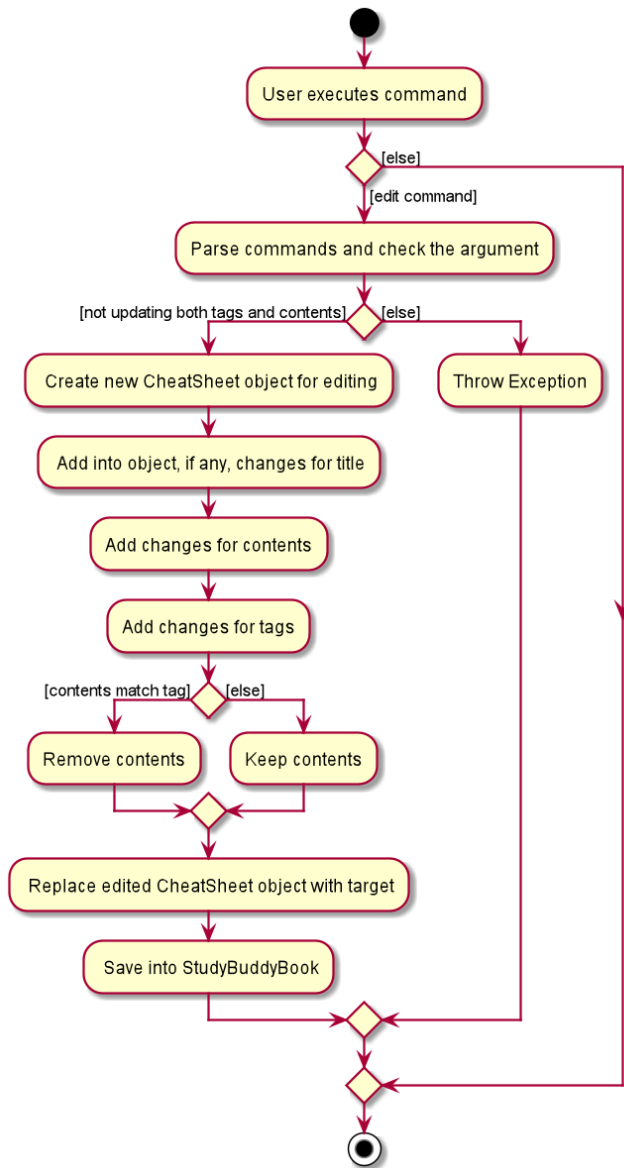 User executes command
[else]
[edit command]
Parse commands and check the argument
[not updating both tags and contents]
[else]
Create new CheatSheet object for editing
Throw Exception
Add into object, if any, changes for title
Add changes for contents
Add changes for tags
[contents match tag]
[else]
Remove contents
Keep contents
Replace edited CheatSheet object with target
Save into StudyBuddyBook